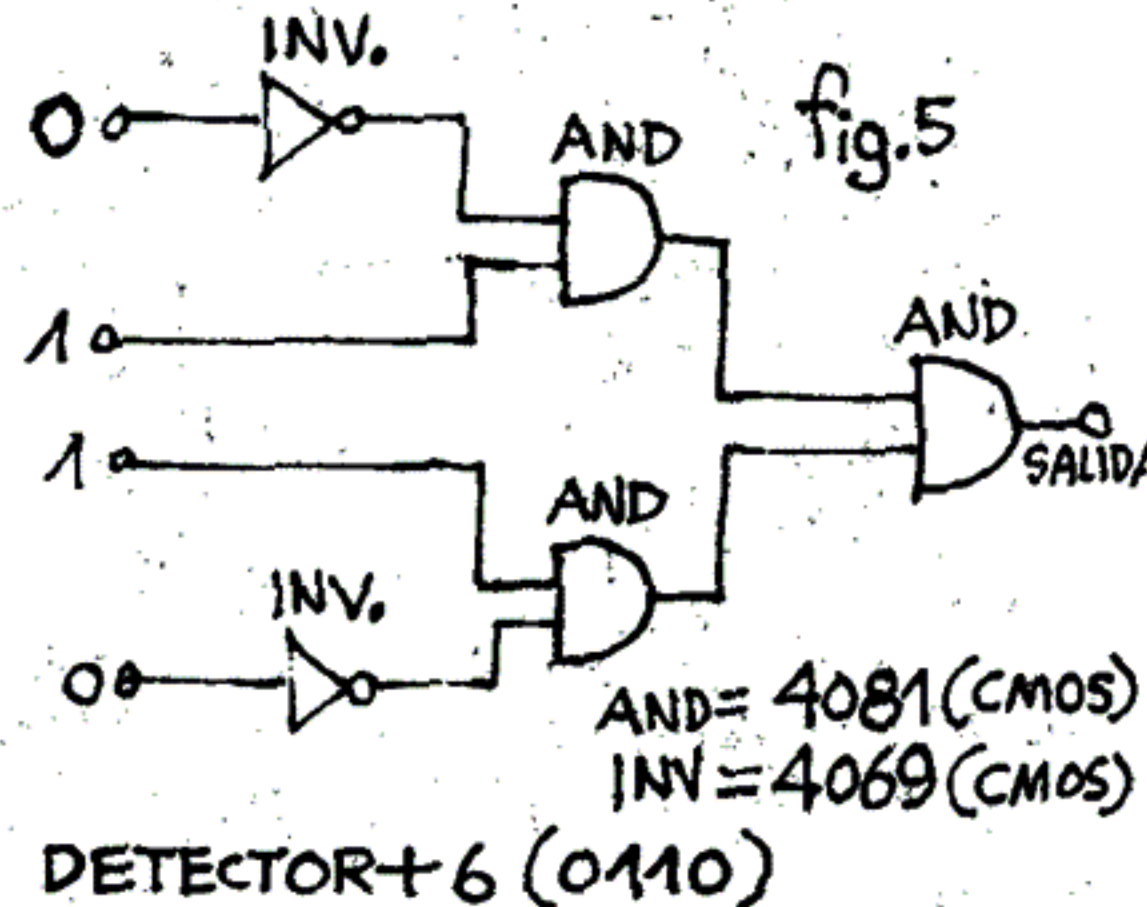 INV.
0
AND
fig.5
1
AND
SALIDA
1
AND
INV.
0
AND= 4081(CMOS)
INV=4069(CMOS)
DETECTOR+6 (0110)